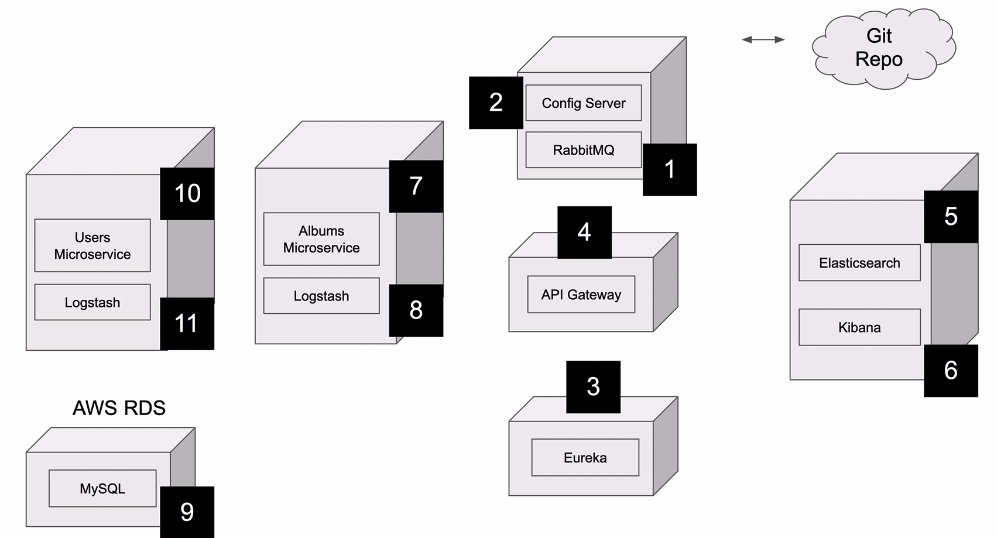 Git
Repo
2
Config Server
RabbitMQ
1
10
Users
Microservice
Logstash
11
7
Albums
Microservice
Logstash
8
4
API Gateway
5
Elasticsearch
Kibana
6
3
Eureka
AWS RDS
MySQL
9